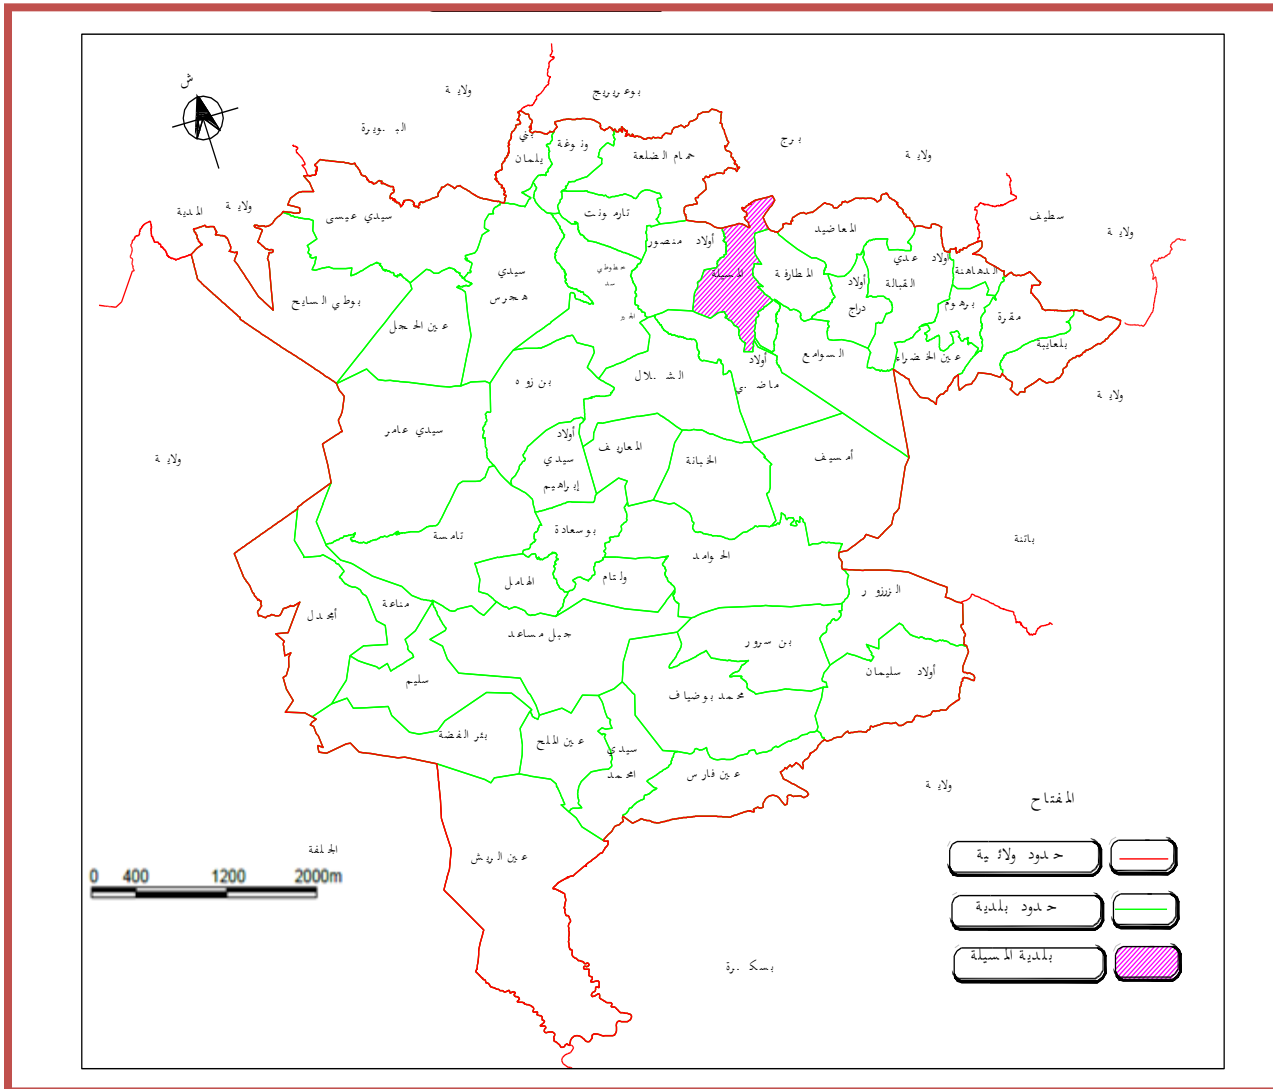 ش
ولاية
بوعريريج
البويرة
برج
ولاية
بني
يلمان
ونوغة
حمام الضلعة
ولاية
المدية
سيدي عيسى
تارمونت
أولاد منصور
المعاضيد
سطيف
ولاية
أولاد
عدي
القبالة
الدهاهنة
سيدي
هجرس
المسيلة
المطارفة
أولاد
دراج
برهوم
مقرة
بلعايبة
بوطي السايح
عين الحجل
السوامع
عين الخضراء
أولاد
ماضي
الشلال
بن زوه
ولاية
سيدي عامر
أولاد
سيدي
إبراهيم
المعاريف
الخبانة
أمسيف
ولاية
تامسة
بوسعادة
الحوامد
باتنة
الهامل
ولتام
الزرزور
أمجدل
مناعة
جبل مساعد
بن سرور
أولاد سليمان
سليم
محمد بوضياف
بئر الفضة
عين الملح
سيدي
امحمد
عين فارس
ولاية
المفتاح
الجلفة
عين الريش
حدود ولائية
0 400 1200 2000m
حدود بلدية
بلدية المسيلة
بسكرة